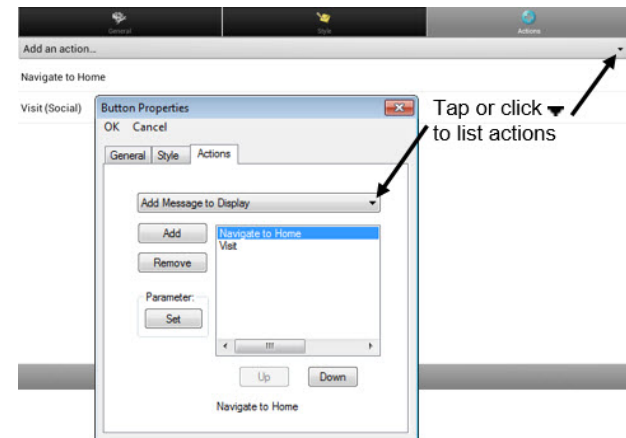 General Style Actions
Add an action...
Navigate to Home
Visit (Social)
Button Properties
OK Cancel
General Style Actions
Add Message to Display
Add
Remove
Parameter:
Set
Navigate to Home
Visit
Up Down
Navigate to Home
Tap or click
to list actions